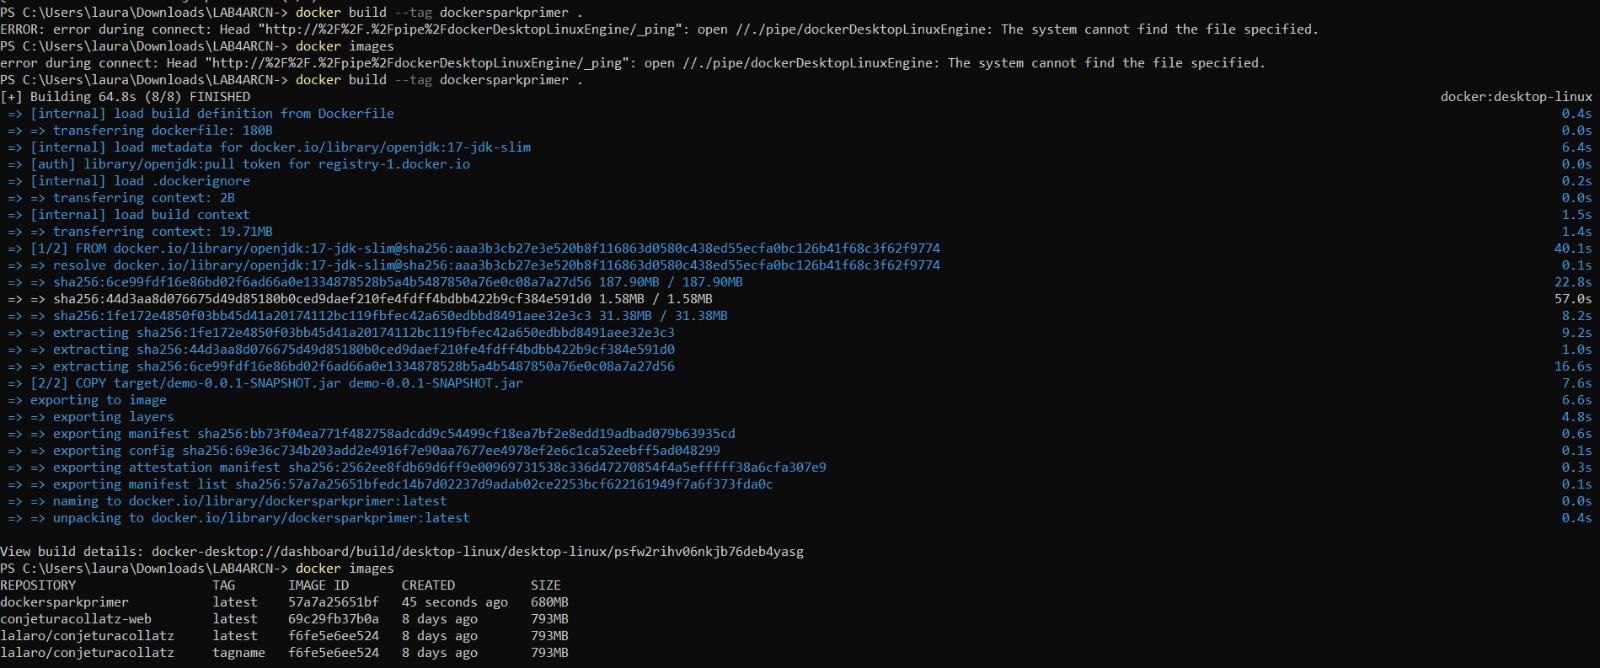 PS C:\Users\laura\Downloads\LAB4ARCN-> docker build --tag dockersparkprimer .
ERROR: error during connect: Head "http://%2F%2F.%2Fpipe%2FdockerDesktopLinuxEngine/_ping": open //./pipe/dockerDesktopLinuxEngine: The system cannot find the file specified.
PS C:\Users\laura\Downloads\LAB4ARCN-> docker images
error during connect: Head "http://%2F%2F.%2Fpipe%2FdockerDesktopLinuxEngine/_ping": open //./pipe/dockerDesktopLinuxEngine: The system cannot find the file specified.
PS C:\Users\laura\Downloads\LAB4ARCN-> docker build --tag dockersparkprimer .
[+] Building 64.8s (8/8) FINISHED docker:desktop-linux
=> [internal] load build definition from Dockerfile 0.4s
=> => transferring dockerfile: 180B 0.0s
=> [internal] load metadata for docker.io/library/openjdk:17-jdk-slim 6.4s
=> [auth] library/openjdk:pull token for registry-1.docker.io 0.0s
=> [internal] load .dockerignore 0.2s
=> => transferring context: 2B 0.0s
=> [internal] load build context 1.5s
=> => transferring context: 19.71MB 1.4s
=> [1/2] FROM docker.io/library/openjdk:17-jdk-slim@sha256:aaa3b3cb27e3e520b8f116863d0580c438ed55ecfa0bc126b41f68c3f62f9774 40.1s
=> => resolve docker.io/library/openjdk:17-jdk-slim@sha256:aaa3b3cb27e3e520b8f116863d0580c438ed55ecfa0bc126b41f68c3f62f9774 0.1s
=> => sha256:6ce99fdf16e86bd02f6ad66a0e1334878528b5a4b5487850a76e0c08a7a27d56 187.90MB / 187.90MB 22.8s
=> => sha256:44d3aa8d076675d49d85180b0ced9daef210fe4fdff4bdbb422b9cf384e591d0 1.58MB / 1.58MB 57.0s
=> => sha256:1fe172e4850f03bb45d41a20174112bc119fbfec42a650edbbd8491aee32e3c3 31.38MB / 31.38MB 8.2s
=> => extracting sha256:1fe172e4850f03bb45d41a20174112bc119fbfec42a650edbbd8491aee32e3c3 9.2s
=> => extracting sha256:44d3aa8d076675d49d85180b0ced9daef210fe4fdff4bdbb422b9cf384e591d0 1.0s
=> => extracting sha256:6ce99fdf16e86bd02f6ad66a0e1334878528b5a4b5487850a76e0c08a7a27d56 16.6s
=> [2/2] COPY target/demo-0.0.1-SNAPSHOT.jar demo-0.0.1-SNAPSHOT.jar 7.6s
=> exporting to image 6.6s
=> => exporting layers 4.8s
=> => exporting manifest sha256:bb73f04ea771f482758adcdd9c54499cf18ea7bf2e8edd19adbad079b63935cd 0.6s
=> => exporting config sha256:69e36c734b203add2e4916f7e90aa7677ee4978ef2e6c1ca52eebff5ad048299 0.1s
=> => exporting attestation manifest sha256:2562ee8fdb69d6ff9e00969731538c336d47270854f4a5efffff38a6cfa307e9 0.3s
=> => exporting manifest list sha256:57a7a25651bfedc14b7d02237d9adab02ce2253bcf622161949f7a6f373fda0c 0.1s
=> => naming to docker.io/library/dockersparkprimer:latest 0.0s
=> => unpacking to docker.io/library/dockersparkprimer:latest 0.4s
View build details: docker-desktop://dashboard/build/desktop-linux/desktop-linux/psfw2rihv06nkjb76deb4yasg
PS C:\Users\laura\Downloads\LAB4ARCN-> docker images
REPOSITORY TAG IMAGE ID CREATED SIZE
dockersparkprimer latest 57a7a25651bf 45 seconds ago 680MB
conjeturacollatz-web latest 69c29fb37b0a 8 days ago 793MB
lalaro/conjeturacollatz latest f6fe5e6ee524 8 days ago 793MB
lalaro/conjeturacollatz tagname f6fe5e6ee524 8 days ago 793MB